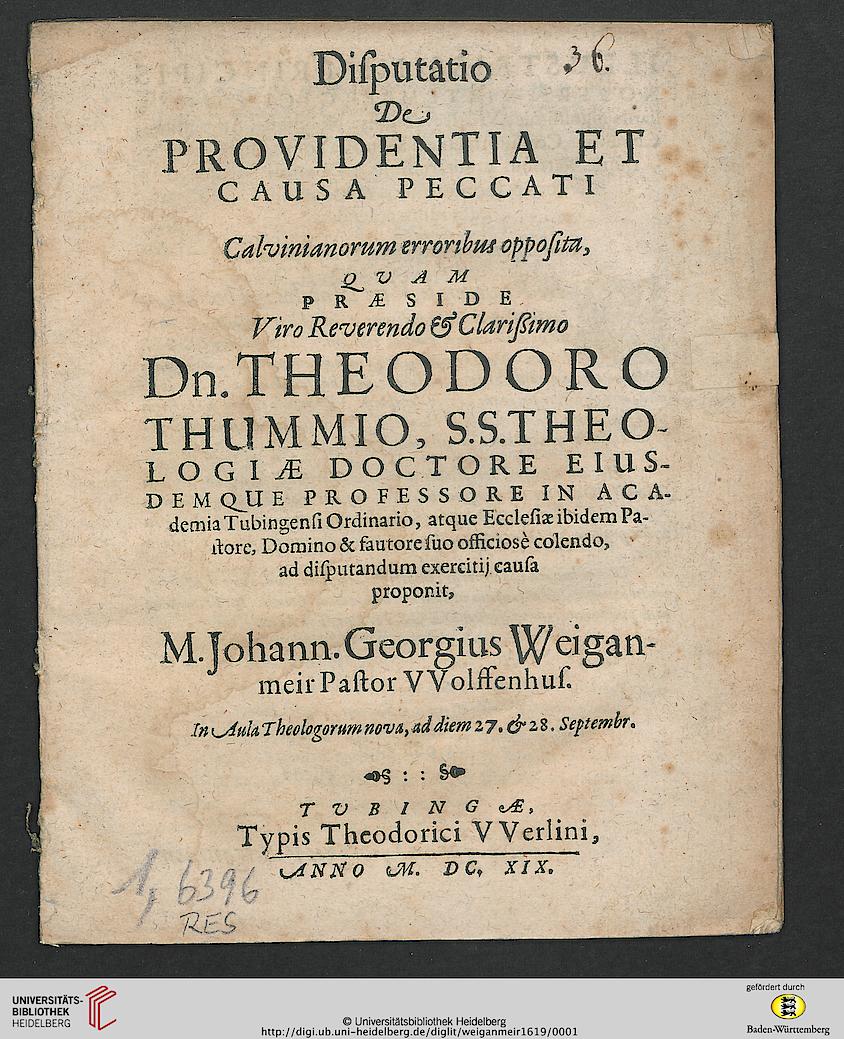 Diſputatio
36.
De
PROVIDENTIA ET
CAUSA PECCATI
Calvinianorum erroribus oppoſita,
QVAM
PRÆSIDE
Viro Reverendo & Clarißimo
Dn. THEODORO
THUMMIO, S.S. THEO-
LOGIÆ DOCTORE EIUS-
DEMQUE PROFESSORE IN ACA-
demia Tubingenſi Ordinario, atque Eccleſiæ ibidem Pa-
ſtore, Domino & fautore ſuo officioſè colendo,
ad diſputandum exercitij cauſa
proponit,
M. Johann. Georgius Weigan-
meir Paſtor VVolffenhuſ.
In Aula Theologorum nova, ad diem 27. & 28. Septembr.
TVBINGÆ,
Typis Theodorici VVerlini,
ANNO M. DC. XIX.
1, 6396
RES
UNIVERSITÄTS-
BIBLIOTHEK
HEIDELBERG
© Universitätsbibliothek Heidelberg
http://digi.ub.uni-heidelberg.de/diglit/weiganmeir1619/0001
gefördert durch
Baden-Württemberg